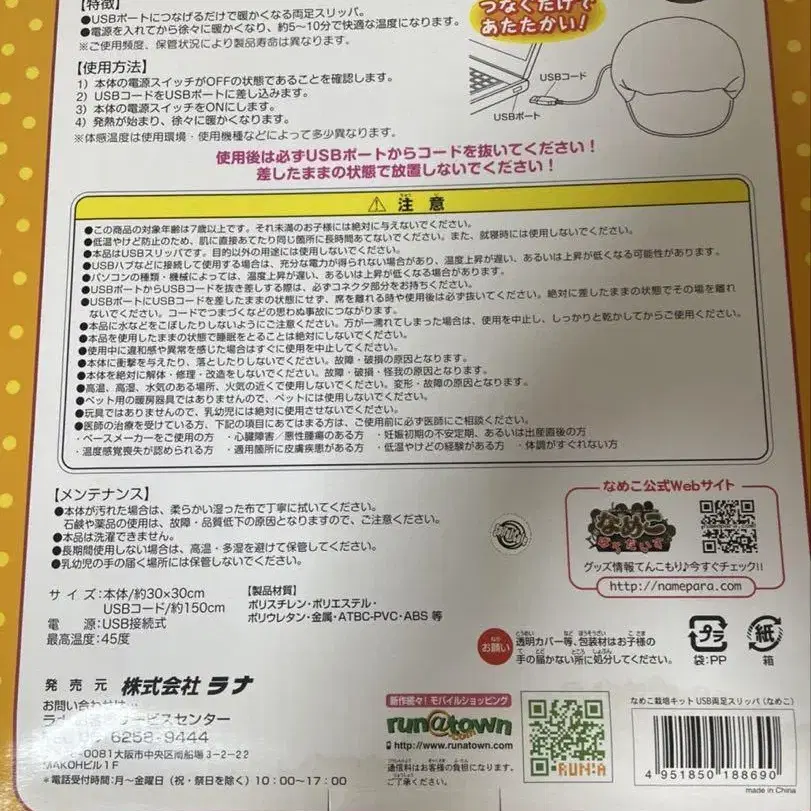 【特徴】
●USBポートにつなげるだけで暖かくなる両足スリッパ。
●電源を入れてから徐々に暖かくなり、約5～10分で快適な温度になります。
※ご使用頻度、保管状況により製品寿命は異なります。
つなぐだけで
あたたかい!
USBコード
USBポート
【使用方法】
1）本体の電源スイッチがOFFの状態であることを確認します。
2）USBコードをUSBポートに差し込みます。
3）本体の電源スイッチをONにします。
4）発熱が始まり、徐々に暖かくなります。
※体感温度は使用環境・使用機種などによって多少異なります。
使用後は必ずUSBポートからコードを抜いてください!
差したままの状態で放置しないでください!
⚠注意
●この商品の対象年齢は7歳以上です。それ未満のお子様には絶対に与えないでください。
●低温やけど防止のため、肌に直接あてたり同じ箇所に長時間あてないでください。また、就寝時には使用しないでください。
●本品はUSBスリッパです。目的以外の用途には使用しないでください。
●USBハブなどに接続して使用する場合は、充分な電力が得られない場合があり、温度上昇が遅い、あるいは上昇が低くなる可能性があります。
●パソコンの種類・機械によっては、温度上昇が遅い、あるいは上昇が低くなる場合があります。
●USBポートからUSBコードを抜き差しする際は、必ずコネクタ部分をお持ちください。
●USBポートにUSBコードを差したままの状態にせず、席を離れる時や使用後は必ず抜いてください。絶対に差したままの状態でその場を離れ
ないでください。コードでつまづくなどの思わぬ事故につながります。
●本品に水などをこぼしたりしないようにご注意ください。万が一濡れてしまった場合は、使用を中止し、しっかりと乾かしてからご使用ください。
●本品を使用したままの状態で睡眠をとることは絶対にしないでください。
●使用中に違和感や異常を感じた場合はすぐに使用を中止してください。
●本体に衝撃を与えたり、落としたりしないでください。故障・破損の原因となります。
●本体を絶対に解体・修理・改造をしないでください。故障・破損・怪我の原因となります。
●高温、高湿、水気のある場所、火気の近くで使用しないでください。変形・故障の原因となります。
●ペット用の暖房器具ではありませんので、ペットには使用しないでください。
●玩具ではありませんので、乳幼児には絶対に使用させないでください。
●医師の治療を受けている方、下記の項目にあてはまる方は、ご使用前に必ず医師にご相談ください。
・ペースメーカーをご使用の方 ・心臓障害/悪性腫瘍のある方 ・妊娠初期の不安定期、あるいは出産直後の方
・温度感覚喪失が認められる方 ・適用箇所に皮膚疾患がある方 ・低温やけどの経験がある方 ・体調がすぐれない方
【メンテナンス】
●本体が汚れた場合は、柔らかい湿った布で丁寧に拭いてください。
石鹸や薬品の使用は、故障・品質低下の原因となりますので、ご注意ください。
●本品は洗濯できません。
●長期間使用しない場合は、高温・多湿を避けて保管してください。
●乳幼児の手の届く場所には保管しないでください。
なめこ公式Webサイト
なめこ
グッズ情報てんこもり♪今すぐチェック!!
http://namepara.com
サイズ:本体/約30×30cm
USBコード/約150cm
電源:USB接続式
最高温度:45度
【製品材質】
ポリスチレン・ポリエステル・
ポリウレタン・金属・ATBC-PVC・ABS 等
お願い
透明カバー等、包装材はお子様の
手の届かない所に処分してください。
プラ
袋:PP
紙
箱
発売元 株式会社ラナ
お問い合わせは
サービスセンター
6258-9444
0081大阪市中央区南船場3-2-22
MAKOHビル1F
*電話受付時間:月～金曜日（祝・祭日を除く）10:00～17:00
新作続々!モバイルショッピング
run@town
.com
http://www.runatown.com
通信料はお客様の負担になります。
ご了承ください。
RUN:A
なめこ栽培キット USB両足スリッパ（なめこ）
4 951850 188690
made in China